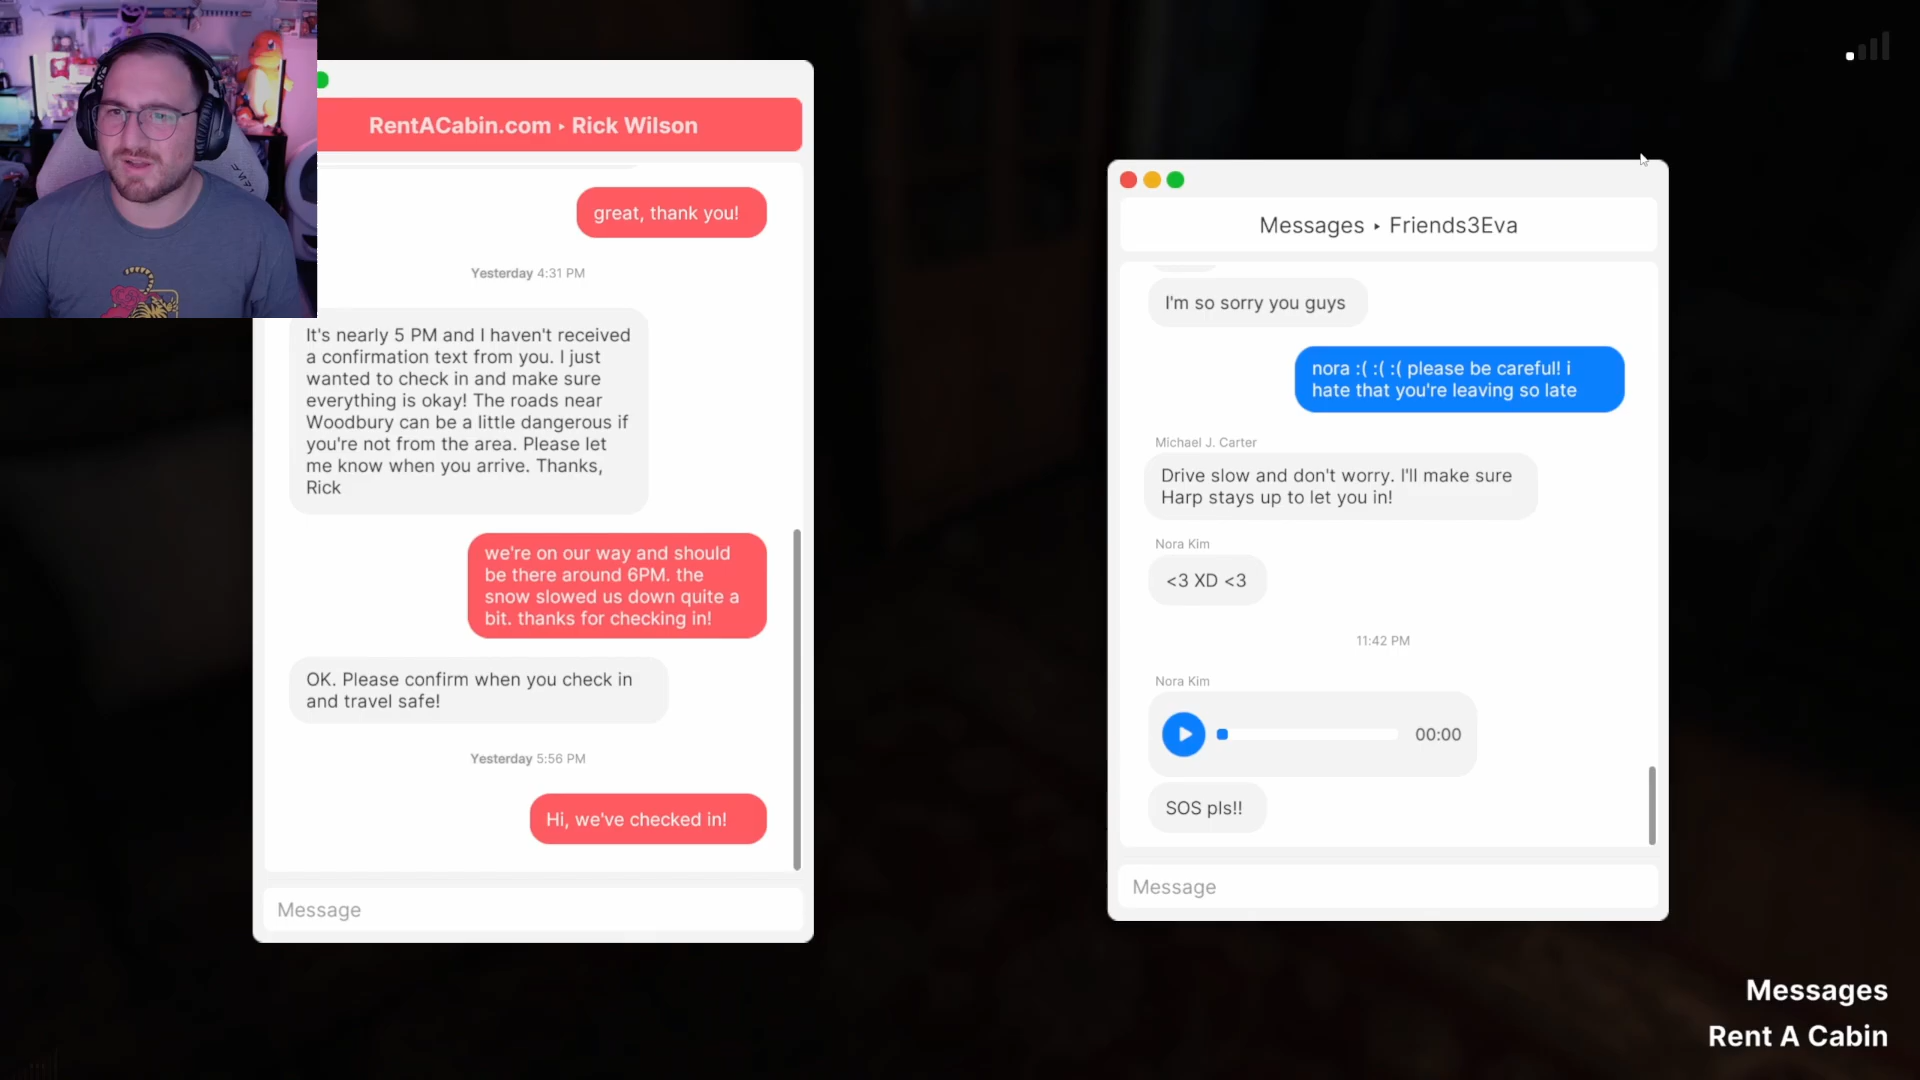 RentACabin.com ▸ Rick Wilson
great, thank you!
Yesterday 4:31 PM
It's nearly 5 PM and I haven't received
a confirmation text from you. I just
wanted to check in and make sure
everything is okay! The roads near
Woodbury can be a little dangerous if
you're not from the area. Please let
me know when you arrive. Thanks,
Rick
we're on our way and should
be there around 6PM. the
snow slowed us down quite a
bit. thanks for checking in!
OK. Please confirm when you check in
and travel safe!
Yesterday 5:56 PM
Hi, we've checked in!
Message
Messages ▸ Friends3Eva
I'm so sorry you guys
nora :( :( :( please be careful! i
hate that you're leaving so late
Michael J. Carter
Drive slow and don't worry. I'll make sure
Harp stays up to let you in!
Nora Kim
<3 XD <3
11:42 PM
Nora Kim
00:00
SOS pls!!
Message
Messages
Rent A Cabin